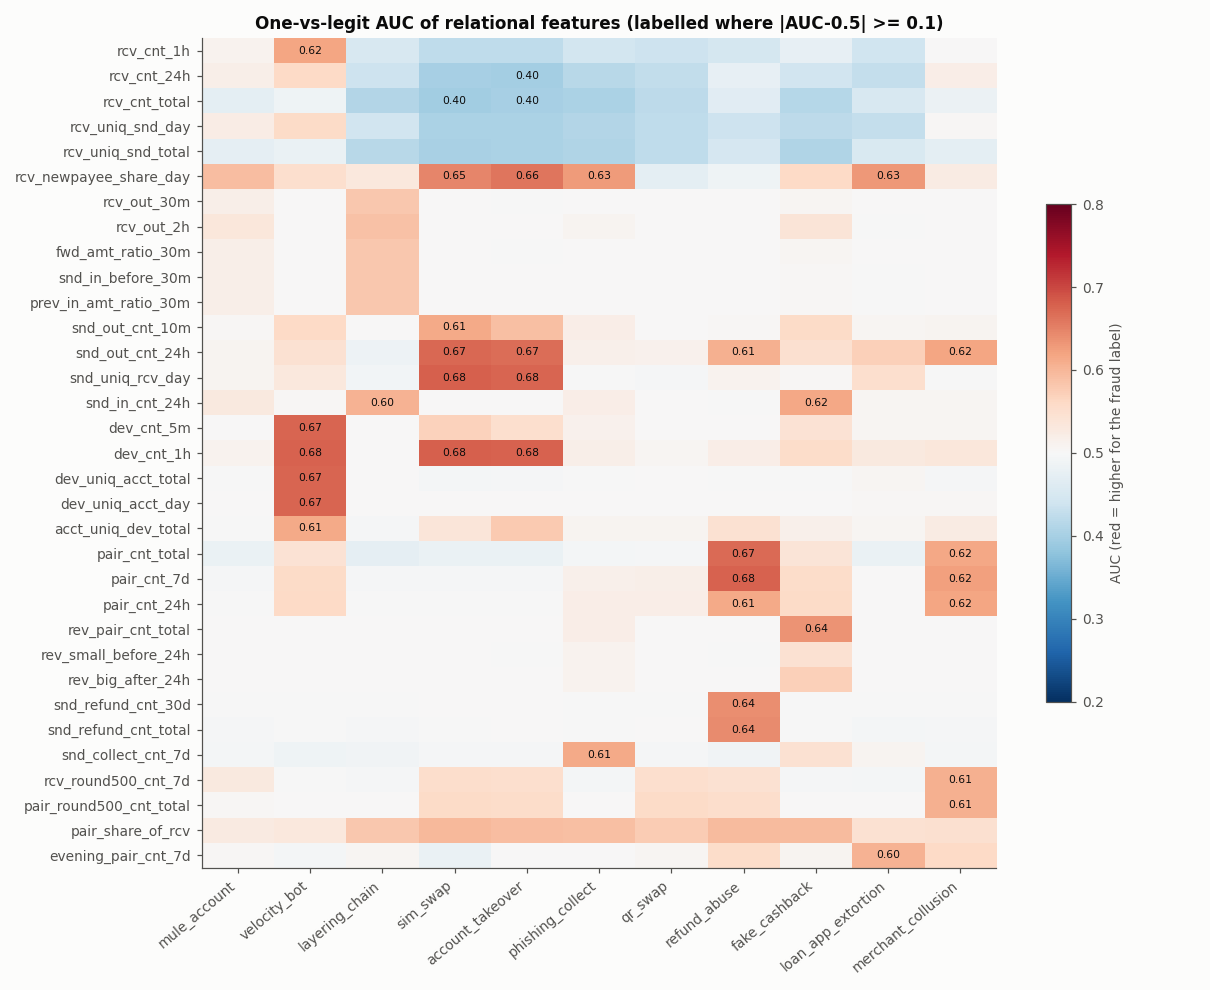 One-vs-legit AUC of relational features (labelled where |AUC-0.5| >= 0.1)
rcv_cnt_1h 0.62
rcv_cnt_24h 0.40
rcv_cnt_total 0.40 0.40
rcv_uniq_snd_day
rcv_uniq_snd_total
rcv_newpayee_share_day 0.65 0.66 0.63 0.63
rcv_out_30m
rcv_out_2h
fwd_amt_ratio_30m
snd_in_before_30m
prev_in_amt_ratio_30m
snd_out_cnt_10m 0.61
snd_out_cnt_24h 0.67 0.67 0.61 0.62
snd_uniq_rcv_day 0.68 0.68
snd_in_cnt_24h 0.60 0.62
dev_cnt_5m 0.67
dev_cnt_1h 0.68 0.68 0.68
dev_uniq_acct_total 0.67
dev_uniq_acct_day 0.67
acct_uniq_dev_total 0.61
pair_cnt_total 0.67 0.62
pair_cnt_7d 0.68 0.62
pair_cnt_24h 0.61 0.62
rev_pair_cnt_total 0.64
rev_small_before_24h
rev_big_after_24h
snd_refund_cnt_30d 0.64
snd_refund_cnt_total 0.64
snd_collect_cnt_7d 0.61
rcv_round500_cnt_7d 0.61
pair_round500_cnt_total 0.61
pair_share_of_rcv
evening_pair_cnt_7d 0.60
mule_account
velocity_bot
layering_chain
sim_swap
account_takeover
phishing_collect
qr_swap
refund_abuse
fake_cashback
loan_app_extortion
merchant_collusion
0.8
0.7
0.6
0.5
0.4
0.3
0.2
AUC (red = higher for the fraud label)